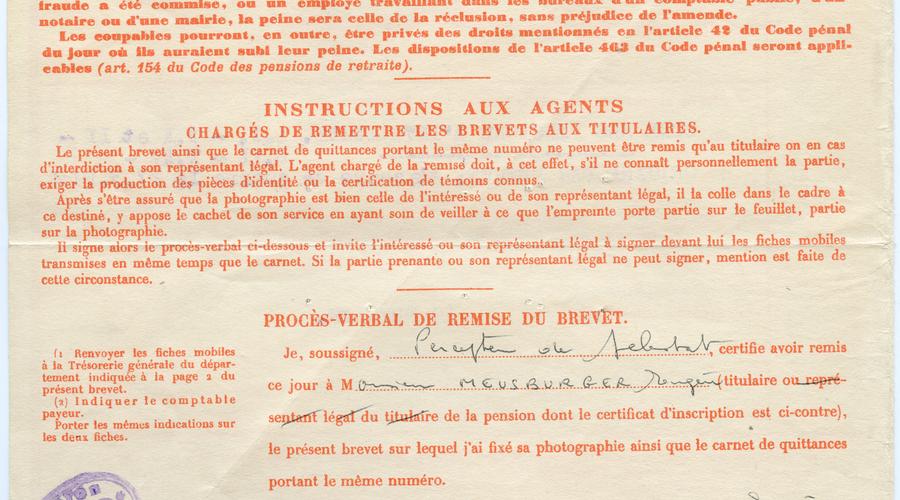 fraude a été commise, ou un employé travaillant dans les bureaux d'un comptable public, d'un
notaire ou d'une mairie, la peine sera celle de la réclusion, sans préjudice de l'amende.
Les coupables pourront, en outre, être privés des droits mentionnés en l'article 42 du Code pénal
du jour où ils auraient subi leur peine. Les dispositions de l'article 463 du Code pénal seront appli-
cables (art. 154 du Code des pensions de retraite).
INSTRUCTIONS AUX AGENTS
CHARGÉS DE REMETTRE LES BREVETS AUX TITULAIRES.
Le présent brevet ainsi que le carnet de quittances portant le même numéro ne peuvent être remis qu'au titulaire on en cas
d'interdiction à son représentant légal. L'agent chargé de la remise doit, à cet effet, s'il ne connaît personnellement la partie,
exiger la production des pièces d'identité ou la certification de témoins connus.
Après s'être assuré que la photographie est bien celle de l'intéressé ou de son représentant légal, il la colle dans le cadre à
ce destiné, y appose le cachet de son service en ayant soin de veiller à ce que l'empreinte porte partie sur le feuillet, partie
sur la photographie.
Il signe alors le procès-verbal ci-dessous et invite l'intéressé ou son représentant légal à signer devant lui les fiches mobiles
transmises en même temps que le carnet. Si la partie prenante ou son représentant légal ne peut signer, mention est faite de
cette circonstance.
PROCÈS-VERBAL DE REMISE DU BREVET.
(1 Renvoyer les fiches mobiles
à la Trésorerie générale du dépar-
tement indiquée à la page 2 du
présent brevet.
(2) Indiquer le comptable
payeur.
Porter les mêmes indications sur
les deux fiches.
Je, soussigné, Percepteur de Sélestat, certifie avoir remis
ce jour à Monsieur MEUSBURGER titulaire ou repré-
sentant légal du titulaire de la pension dont le certificat d'inscription est ci-contre),
le présent brevet sur lequel j'ai fixé sa photographie ainsi que le carnet de quittances
portant le même numéro.